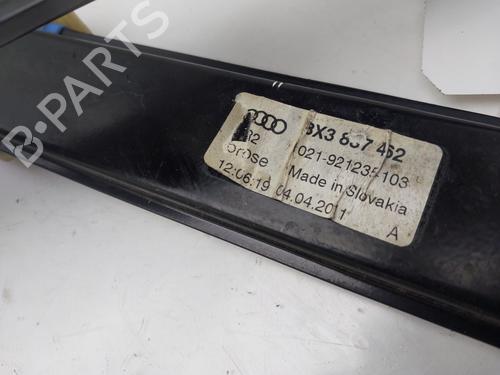 8X3 837 462
1021-921235-103
Brose Made in Slovakia
12:06:19 04.04.2011 A
B-PARTS